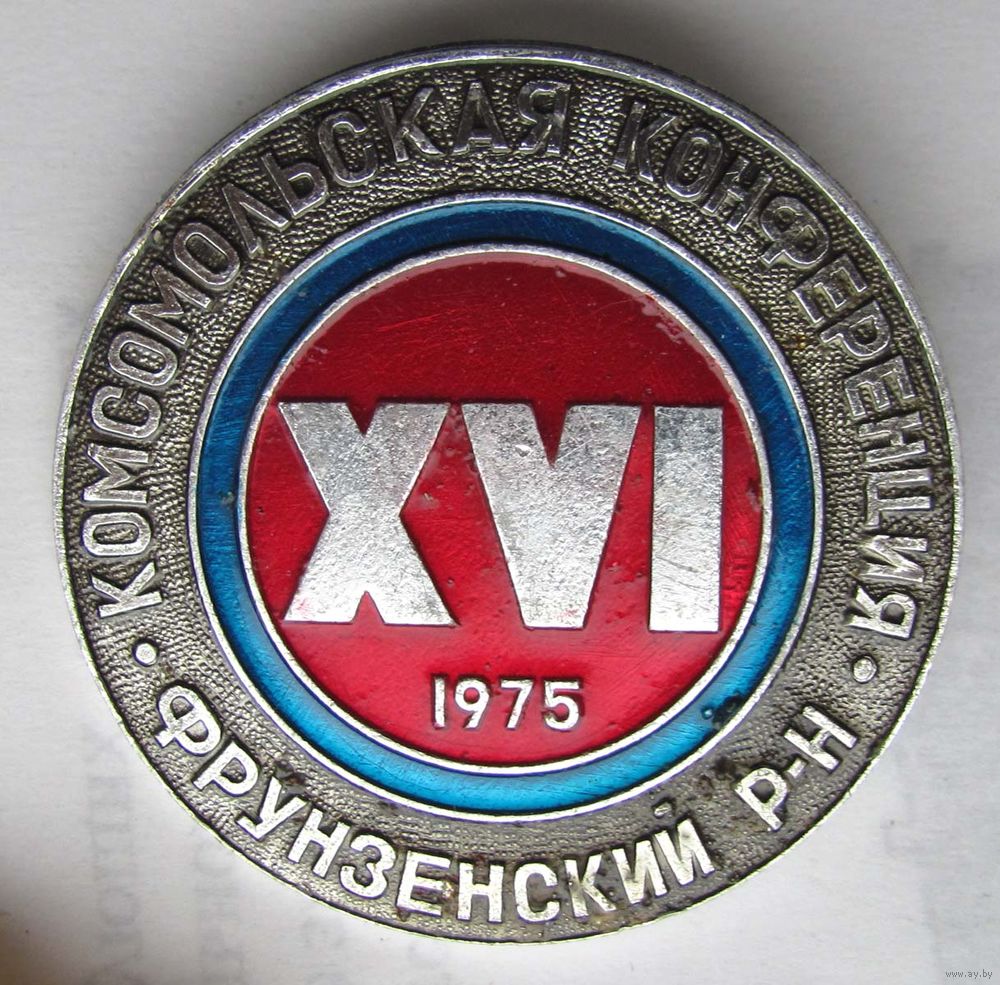 КОМСОМОЛЬСКАЯ КОНФЕРЕНЦИЯ
XVI
1975
ФРУНЗЕНСКИЙ Р-Н
www.ay.by